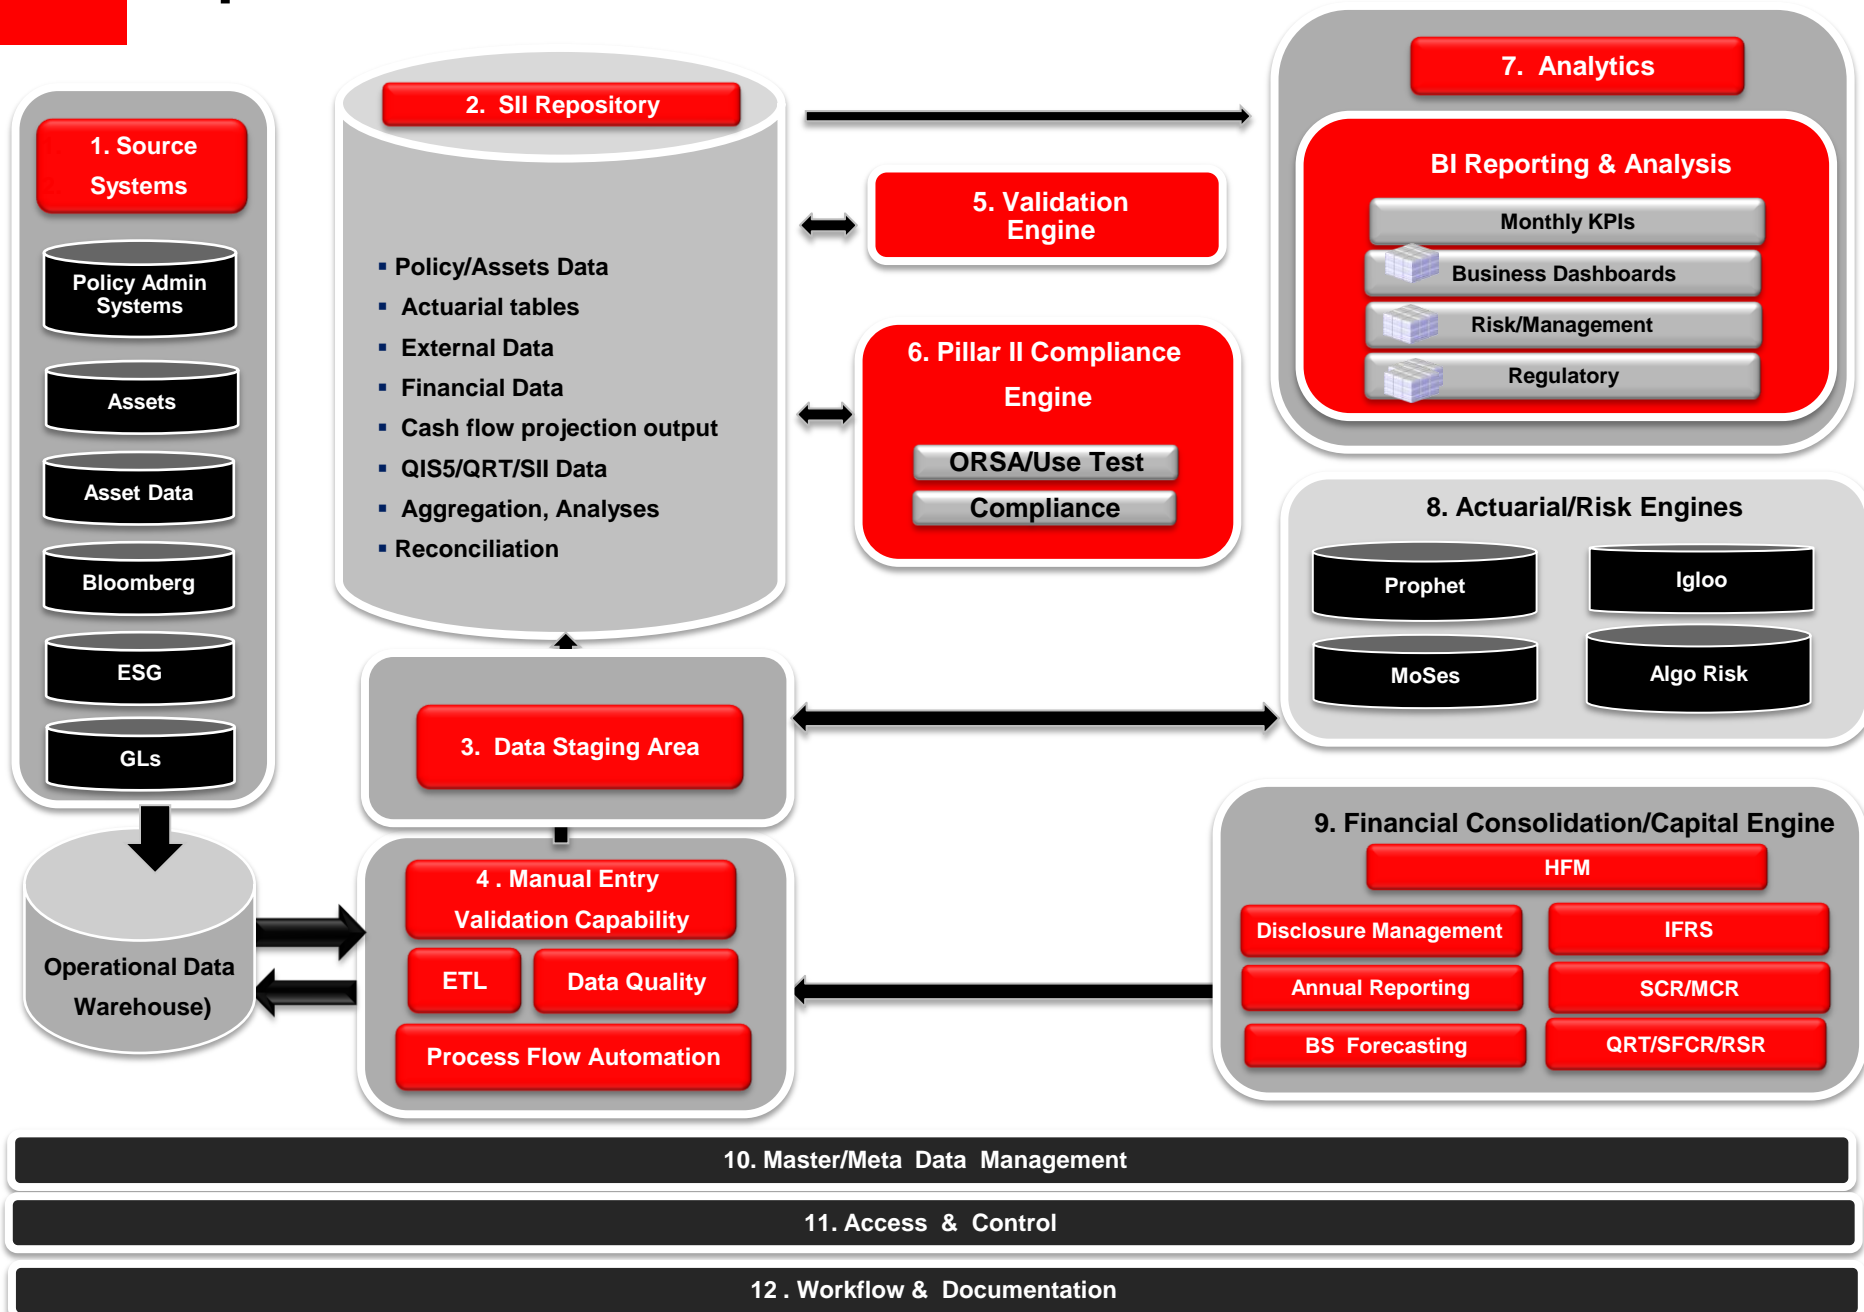 1. Source
Systems
Policy Admin
Systems
Assets
Asset Data
Bloomberg
ESG
GLs
Operational Data
Warehouse)
2. SII Repository
▪ Policy/Assets Data
▪ Actuarial tables
▪ External Data
▪ Financial Data
▪ Cash flow projection output
▪ QIS5/QRT/SII Data
▪ Aggregation, Analyses
▪ Reconciliation
3. Data Staging Area
4 . Manual Entry
Validation Capability
ETL
Data Quality
Process Flow Automation
5. Validation
Engine
6. Pillar II Compliance
Engine
ORSA/Use Test
Compliance
7. Analytics
BI Reporting & Analysis
Monthly KPIs
Business Dashboards
Risk/Management
Regulatory
8. Actuarial/Risk Engines
Prophet
Igloo
MoSes
Algo Risk
9. Financial Consolidation/Capital Engine
HFM
Disclosure Management
IFRS
Annual Reporting
SCR/MCR
BS Forecasting
QRT/SFCR/RSR
10. Master/Meta Data Management
11. Access & Control
12 . Workflow & Documentation